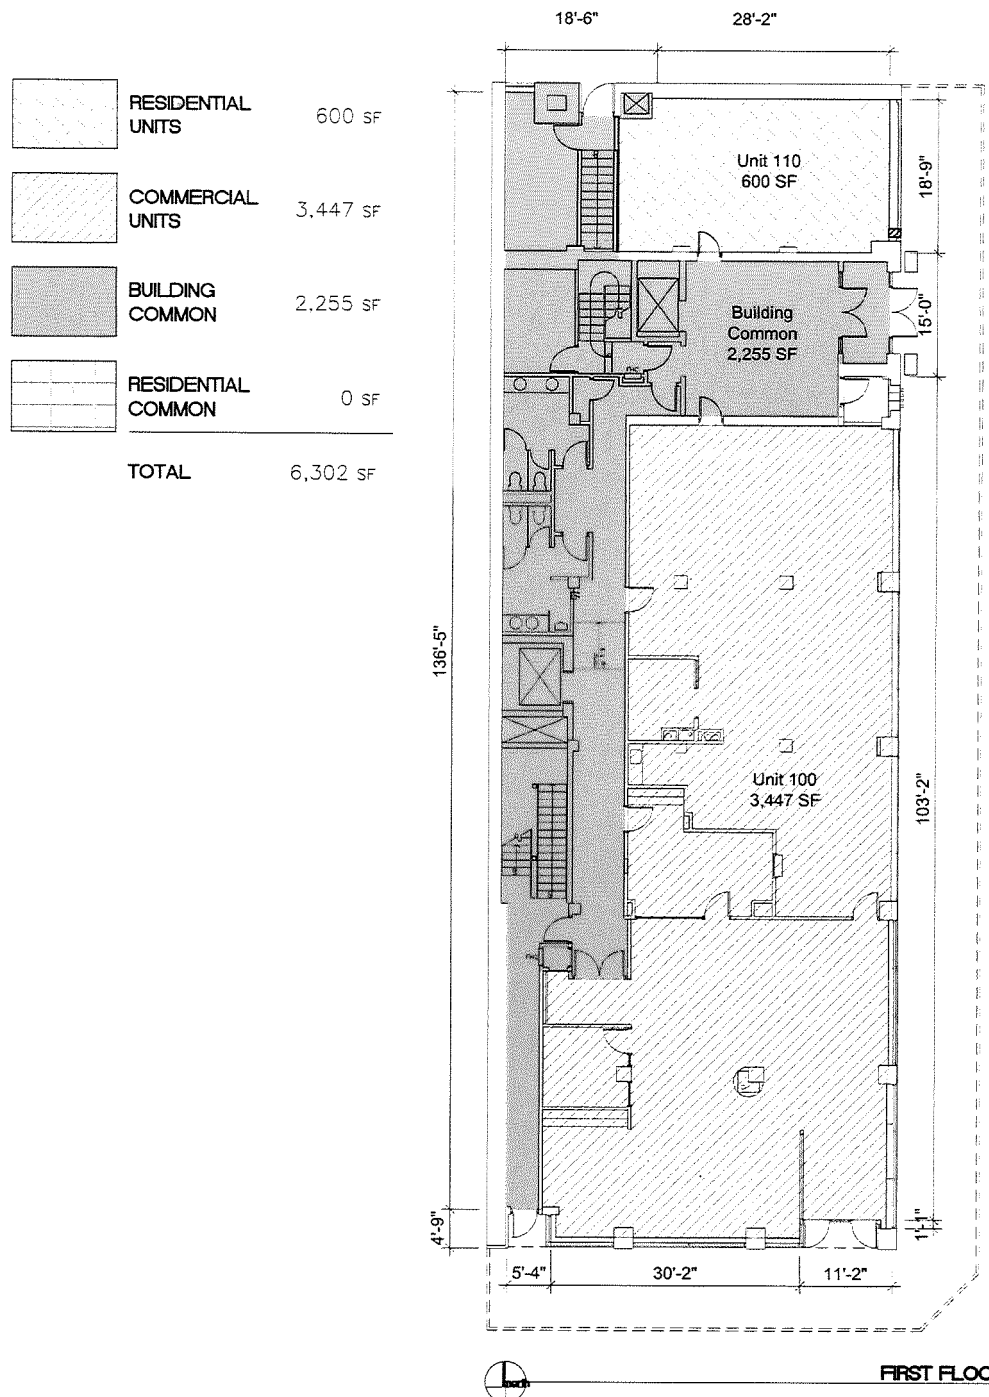 18'-6"
28'-2"
RESIDENTIAL
UNITS
600 SF
COMMERCIAL
UNITS
3,447 SF
BUILDING
COMMON
2,255 SF
RESIDENTIAL
COMMON
0 SF
TOTAL
6,302 SF
Unit 110
600 SF
18'-9"
Building
Common
2,255 SF
15'-0"
136'-5"
Unit 100
3,447 SF
103'-2"
4'-9"
1'-1"
5'-4"
30'-2"
11'-2"
north
FIRST FLOO